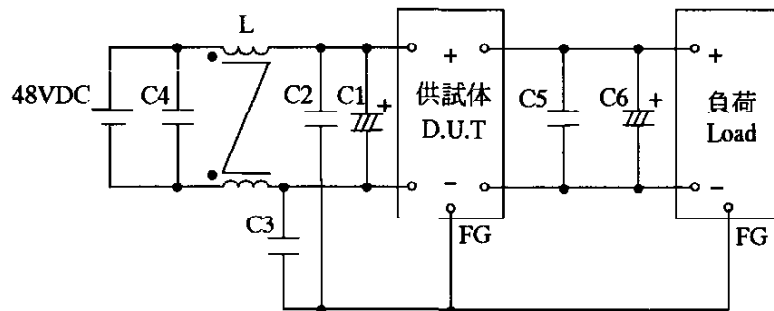 L
48VDC
C4
C2
C1
+
+
供試体
D.U.T
−
FG
C3
C5
C6
+
+
負荷
Load
−
FG